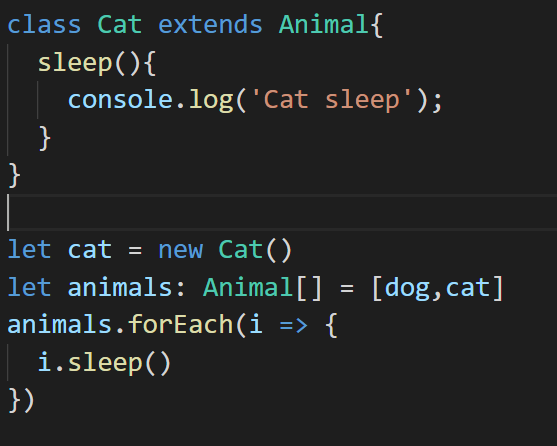 class Cat extends Animal{
  sleep(){
    console.log('Cat sleep');
  }
}

let cat = new Cat()
let animals: Animal[] = [dog,cat]
animals.forEach(i => {
  i.sleep()
})